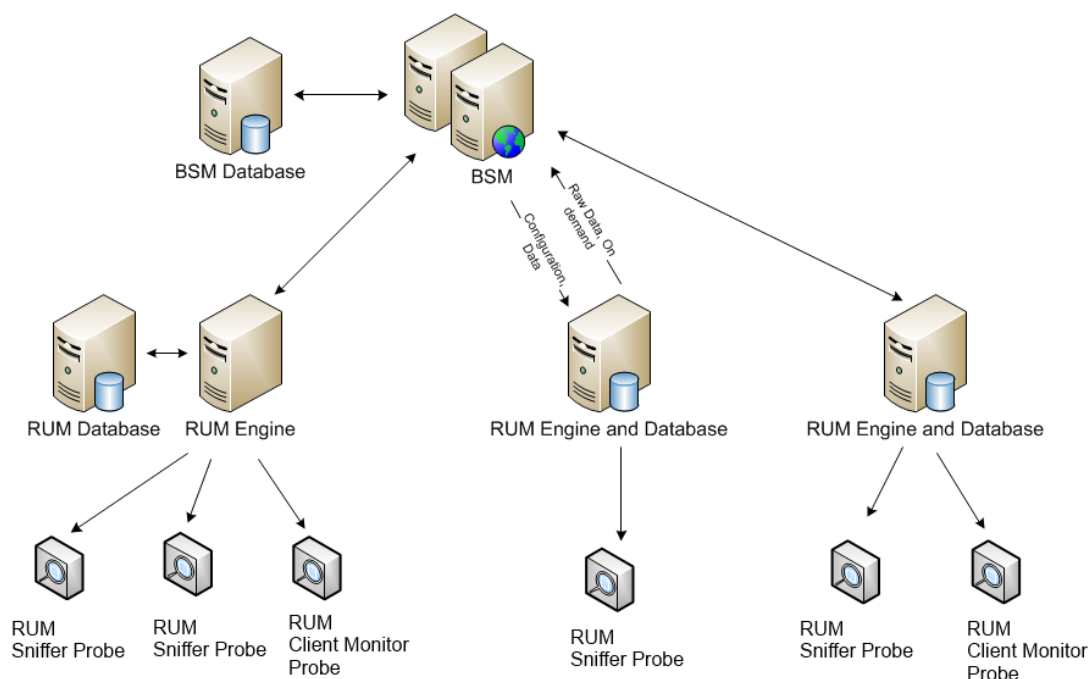 BSM Database
BSM
Configuration,
Data
Raw Data, On
demand
RUM Database
RUM Engine
RUM Engine and Database
RUM Engine and Database
RUM
Sniffer Probe
RUM
Sniffer Probe
RUM
Client Monitor
Probe
RUM
Sniffer Probe
RUM
Sniffer Probe
RUM
Client Monitor
Probe